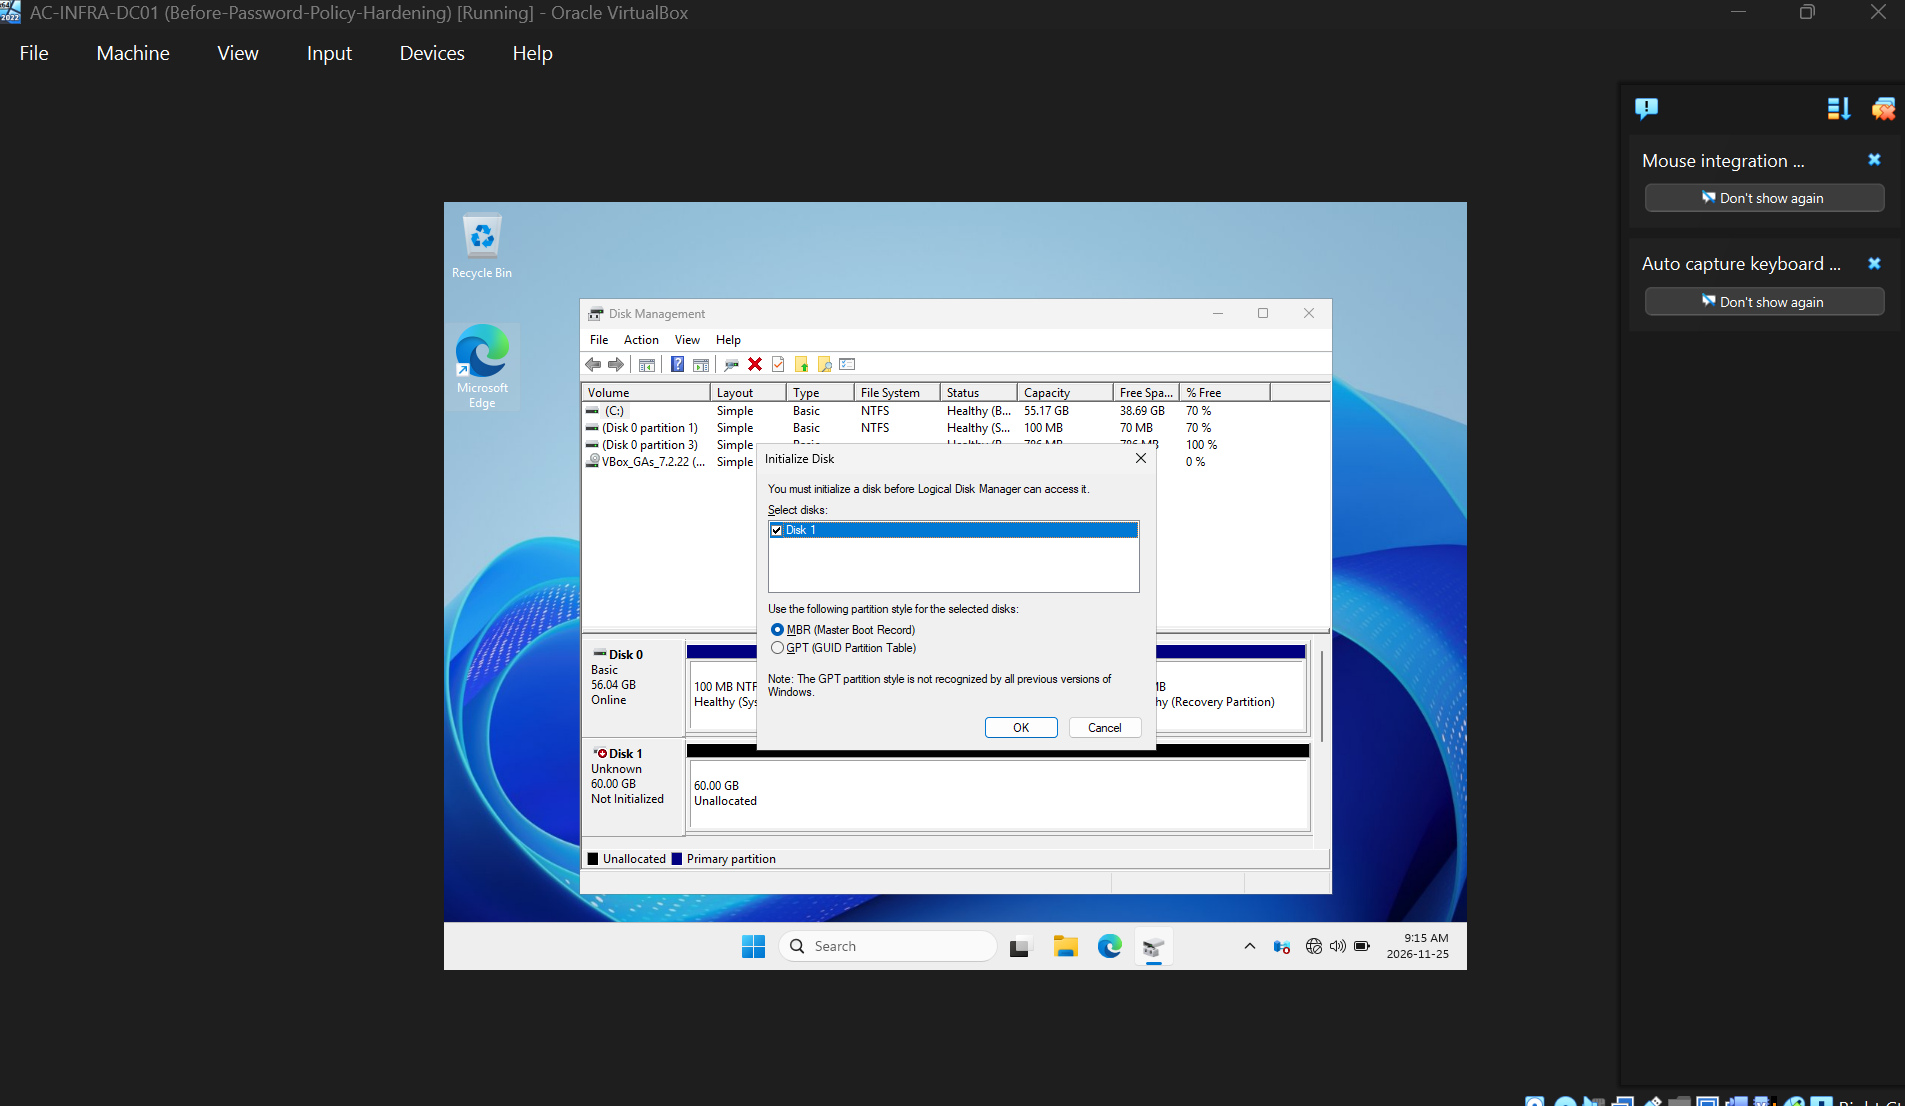 AC-INFRA-DC01 (Before-Password-Policy-Hardening) [Running] - Oracle VirtualBox
File Machine View Input Devices Help
Mouse integration ...
Don't show again
Auto capture keyboard ...
Don't show again
Recycle Bin
Microsoft
Edge
Disk Management
File Action View Help
Volume Layout Type File System Status Capacity Free Spa... % Free
(C:) Simple Basic NTFS Healthy (B... 55.17 GB 38.69 GB 70 %
(Disk 0 partition 1) Simple Basic NTFS Healthy (S... 100 MB 70 MB 70 %
(Disk 0 partition 3) Simple 100 %
VBox_GAs_7.2.22 (... Simple 0 %
Initialize Disk
You must initialize a disk before Logical Disk Manager can access it.
Select disks:
Disk 1
Use the following partition style for the selected disks:
MBR (Master Boot Record)
GPT (GUID Partition Table)
Note: The GPT partition style is not recognized by all previous versions of
Windows.
OK Cancel
Disk 0
Basic
56.04 GB
Online
100 MB NTF
Healthy (Sys
hy (Recovery Partition)
Disk 1
Unknown
60.00 GB
Not Initialized
60.00 GB
Unallocated
Unallocated Primary partition
Search
9:15 AM
2026-11-25